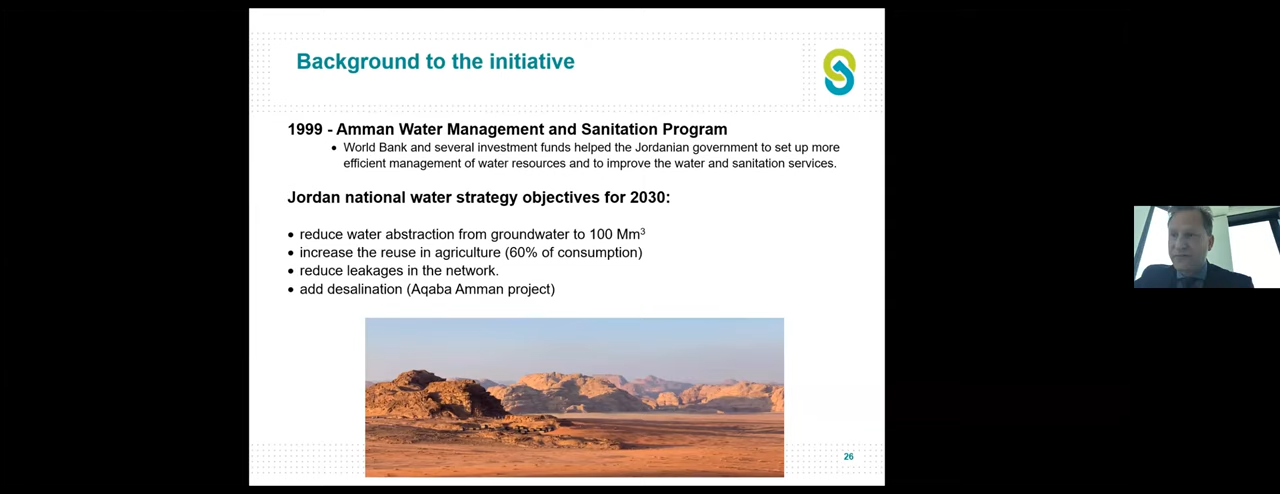 Background to the initiative
1999 - Amman Water Management and Sanitation Program
• World Bank and several investment funds helped the Jordanian government to set up more
efficient management of water resources and to improve the water and sanitation services.
Jordan national water strategy objectives for 2030:
• reduce water abstraction from groundwater to 100 Mm³
• increase the reuse in agriculture (60% of consumption)
• reduce leakages in the network.
• add desalination (Aqaba Amman project)
26